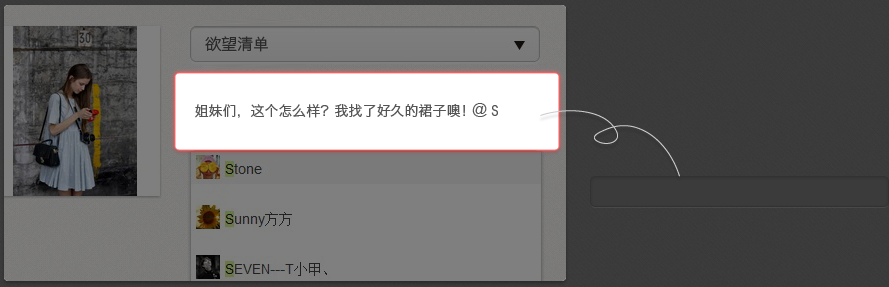 30
欲望清单
姐妹们，这个怎么样？我找了好久的裙子噢！@ S
Stone
Sunny方方
SEVEN---T小甲、